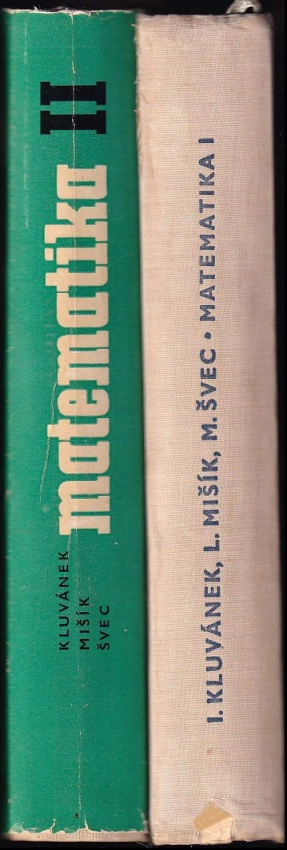 KLUVÁNEK
MIŠÍK
ŠVEC
matematika II
I. KLUVÁNEK, L. MIŠÍK, M. ŠVEC • MATEMATIKA I